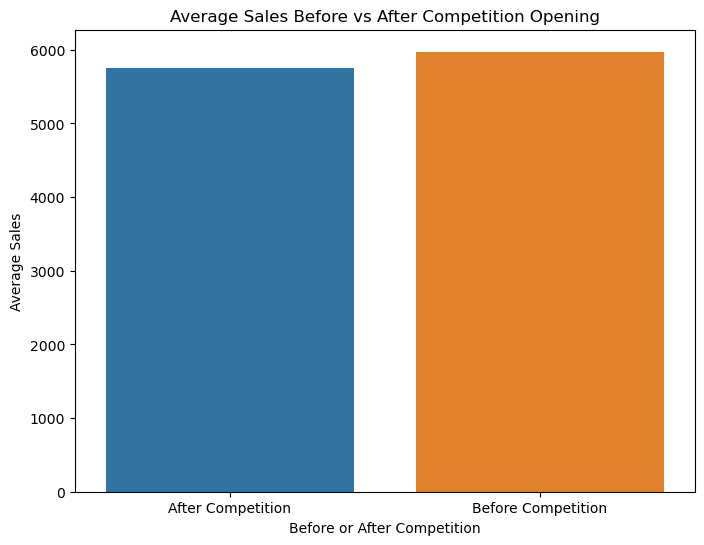 Average Sales Before vs After Competition Opening
6000
5000
4000
3000
2000
1000
0
Average Sales
After Competition
Before Competition
Before or After Competition